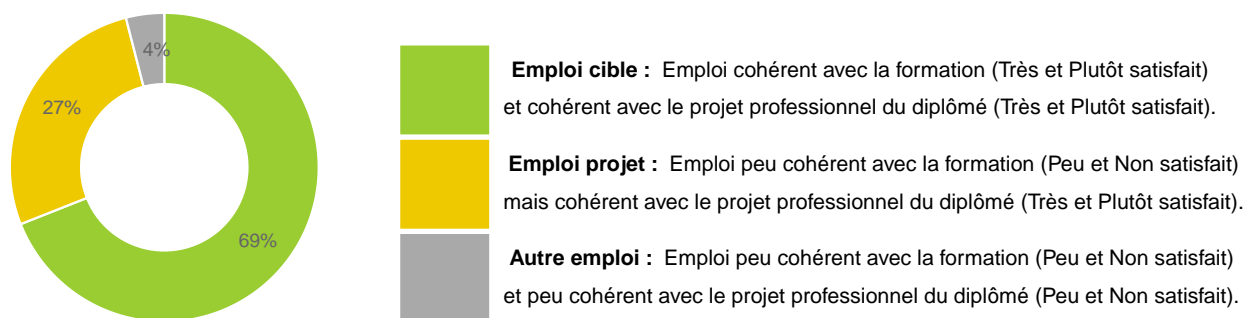 4%
27%
69%
Emploi cible : Emploi cohérent avec la formation (Très et Plutôt satisfait)
et cohérent avec le projet professionnel du diplômé (Très et Plutôt satisfait).
Emploi projet : Emploi peu cohérent avec la formation (Peu et Non satisfait)
mais cohérent avec le projet professionnel du diplômé (Très et Plutôt satisfait).
Autre emploi : Emploi peu cohérent avec la formation (Peu et Non satisfait)
et peu cohérent avec le projet professionnel du diplômé (Peu et Non satisfait).